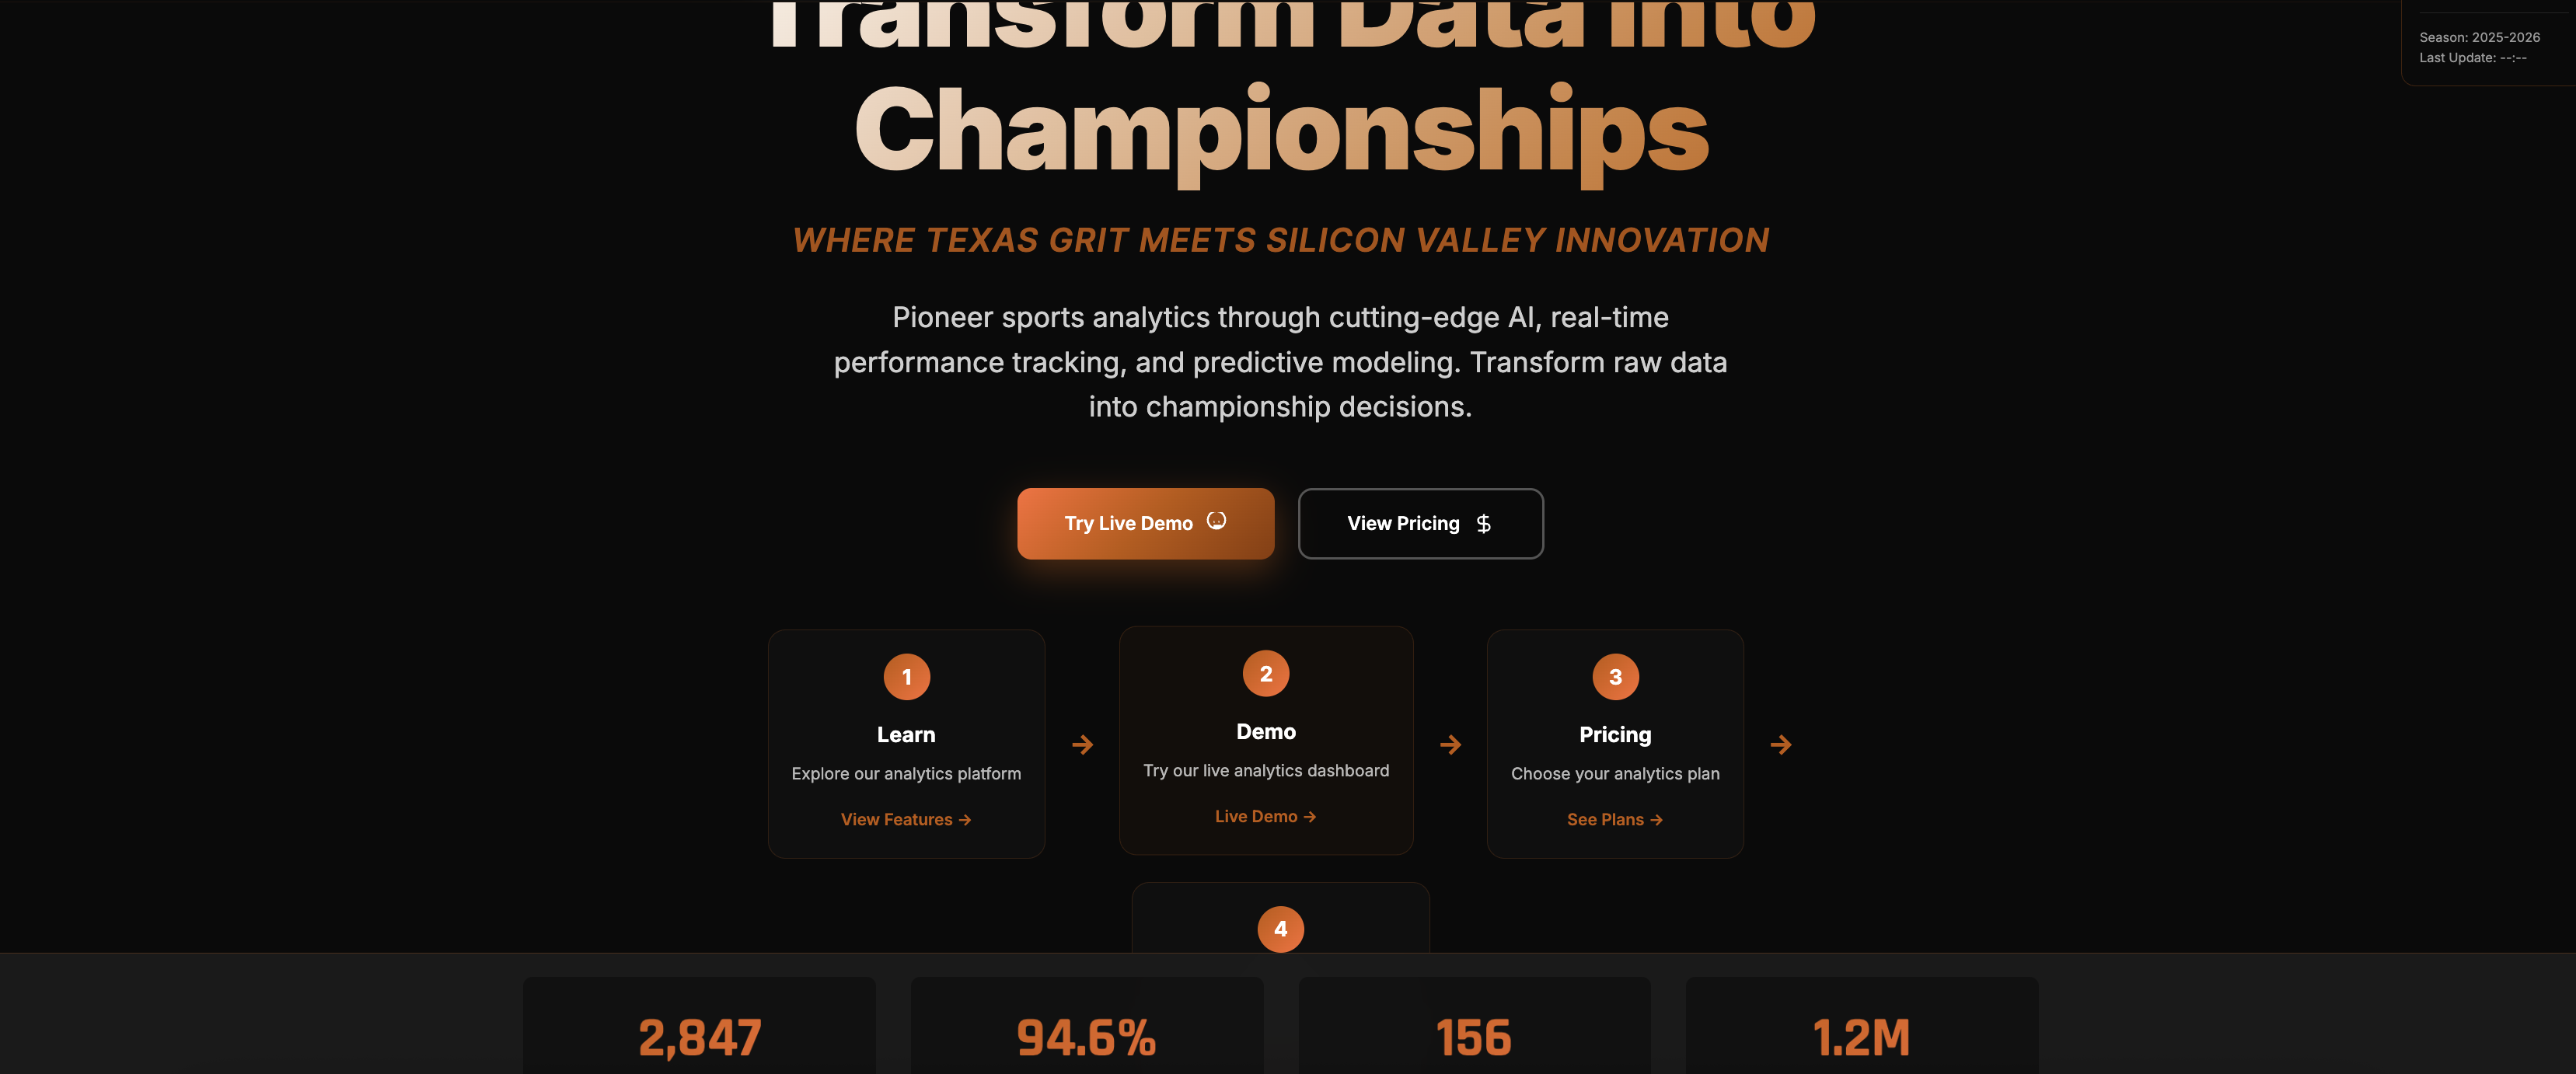 Transform Data Into
Season: 2025-2026
Last Update: --:--
Championships
WHERE TEXAS GRIT MEETS SILICON VALLEY INNOVATION
Pioneer sports analytics through cutting-edge AI, real-time
performance tracking, and predictive modeling. Transform raw data
into championship decisions.
Try Live Demo
View Pricing $
1
2
3
Learn
Demo
Pricing
Explore our analytics platform
Try our live analytics dashboard
Choose your analytics plan
View Features →
Live Demo →
See Plans →
4
2,847
94.6%
156
1.2M